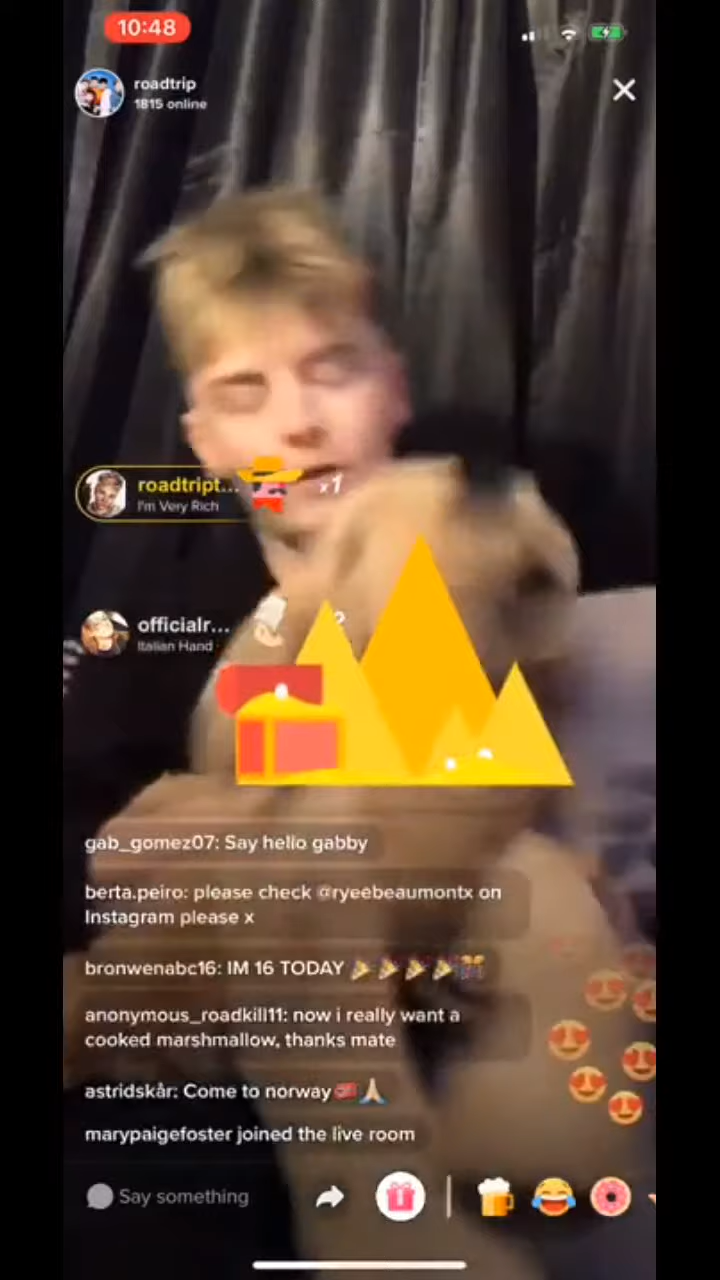 10:48
roadtrip
1815 online
roadtript...
x1
I'm Very Rich
officialr...
Italian Hand
gab_gomez07: Say hello gabby
berta.peiro: please check @ryeebeaumontx on
Instagram please x
bronwenabc16: IM 16 TODAY 🎉🎉🎉🎉🎊
anonymous_roadkill11: now i really want a
cooked marshmallow, thanks mate
astridskår: Come to norway🇳🇴🙏🏼
marypaigefoster joined the live room
Say something